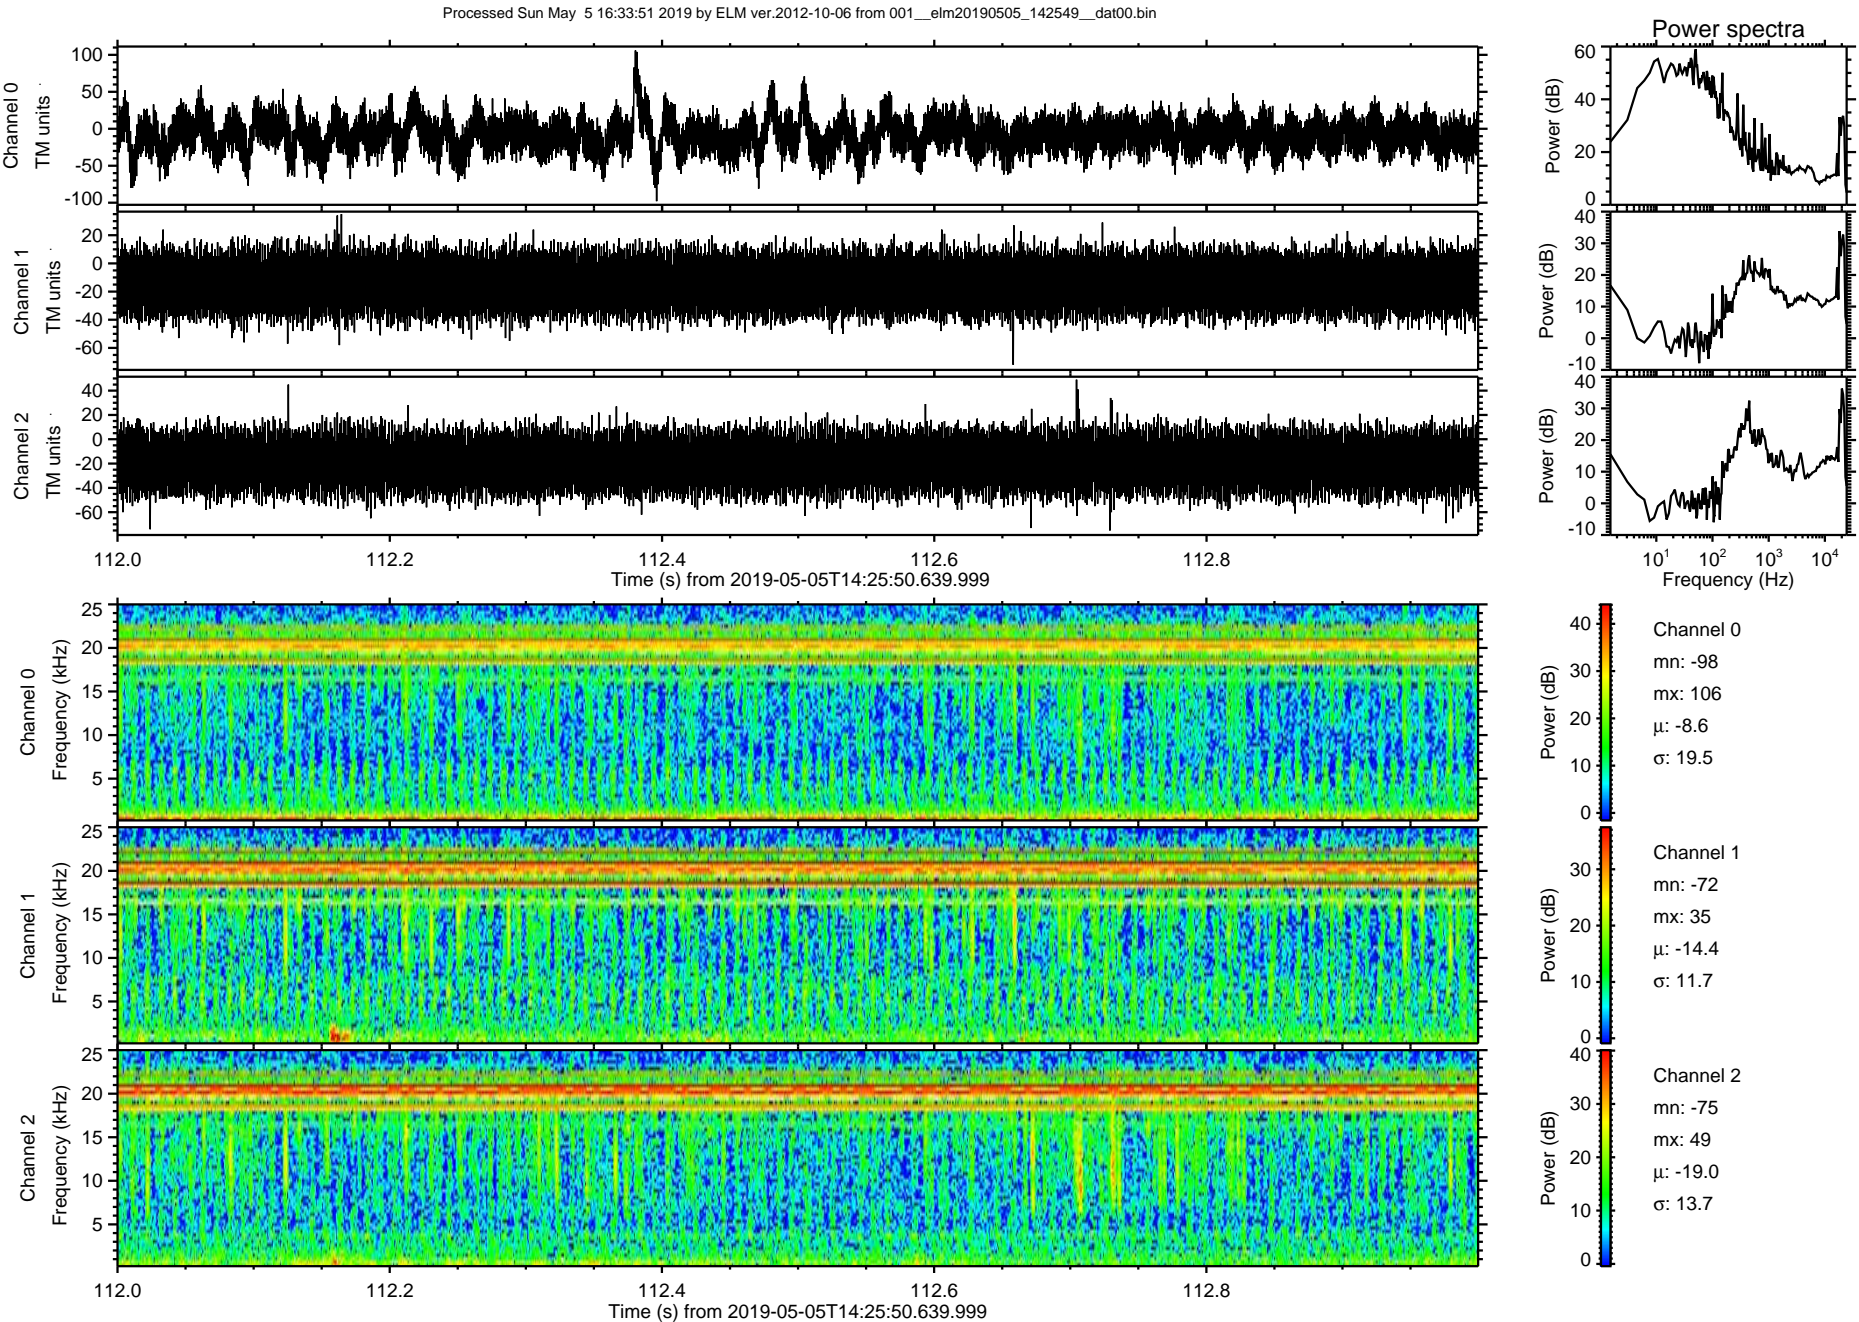 Processed Sun May  5 16:33:51 2019 by ELM ver.2012-10-06 from 001__elm20190505_142549__dat00.bin
Power spectra
Channel 0
TM units
100
50
0
-50
-100
Power (dB)
60
40
20
0
Channel 1
TM units
20
0
-20
-40
-60
Power (dB)
40
30
20
10
0
-10
Channel 2
TM units
40
20
0
-20
-40
-60
Power (dB)
40
30
20
10
0
-10
112.0 112.2 112.4 112.6 112.8
Time (s) from 2019-05-05T14:25:50.639.999
10¹ 10² 10³ 10⁴
Frequency (Hz)
Channel 0
Frequency (kHz)
25
20
15
10
5
Power (dB)
40
30
20
10
0
Channel 0
mn: -98
mx: 106
μ: -8.6
σ: 19.5
Channel 1
Frequency (kHz)
25
20
15
10
5
Power (dB)
30
20
10
0
Channel 1
mn: -72
mx: 35
μ: -14.4
σ: 11.7
Channel 2
Frequency (kHz)
25
20
15
10
5
Power (dB)
40
30
20
10
0
Channel 2
mn: -75
mx: 49
μ: -19.0
σ: 13.7
112.0 112.2 112.4 112.6 112.8
Time (s) from 2019-05-05T14:25:50.639.999